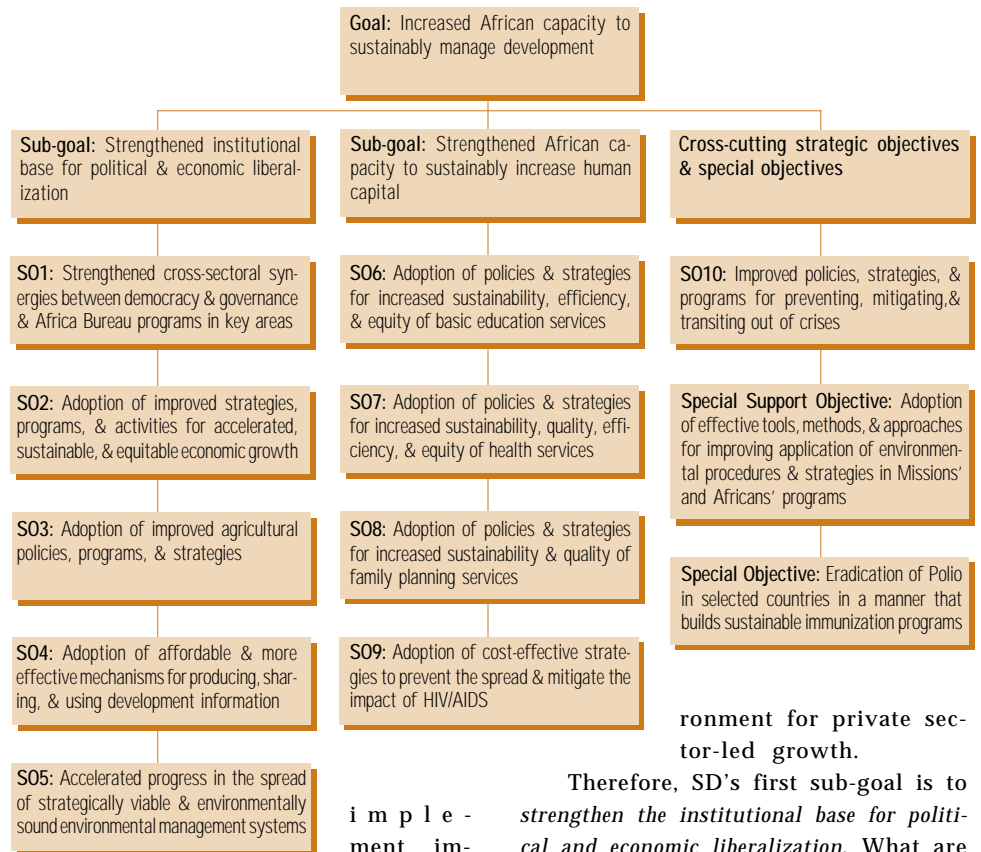 Goal: Increased African capacity to
sustainably manage development
Sub-goal: Strengthened institutional
base for political & economic liberal-
ization
Sub-goal: Strengthened African ca-
pacity to sustainably increase human
capital
Cross-cutting strategic objectives
& special objectives
SO1: Strengthened cross-sectoral syn-
ergies between democracy & governance
& Africa Bureau programs in key areas
SO6: Adoption of policies & strategies
for increased sustainability, efficiency,
& equity of basic education services
SO10: Improved policies, strategies, &
programs for preventing, mitigating,&
transiting out of crises
SO2: Adoption of improved strategies,
programs, & activities for accelerated,
sustainable, & equitable economic growth
SO7: Adoption of policies & strategies
for increased sustainability, quality, effi-
ciency, & equity of health services
Special Support Objective: Adoption
of effective tools, methods, & approaches
for improving application of environmen-
tal procedures & strategies in Missions'
and Africans' programs
SO3: Adoption of improved agricultural
policies, programs, & strategies
SO8: Adoption of policies & strategies
for increased sustainability & quality of
family planning services
Special Objective: Eradication of Polio
in selected countries in a manner that
builds sustainable immunization programs
SO4: Adoption of affordable & more
effective mechanisms for producing, shar-
ing, & using development information
SO9: Adoption of cost-effective strate-
gies to prevent the spread & mitigate the
impact of HIV/AIDS
SO5: Accelerated progress in the spread
of strategically viable & environmentally
sound environmental management systems
imple-
ment im-
ronment for private sec-
tor-led growth.
Therefore, SD's first sub-goal is to
strengthen the institutional base for politi-
cal and economic liberalization. What are